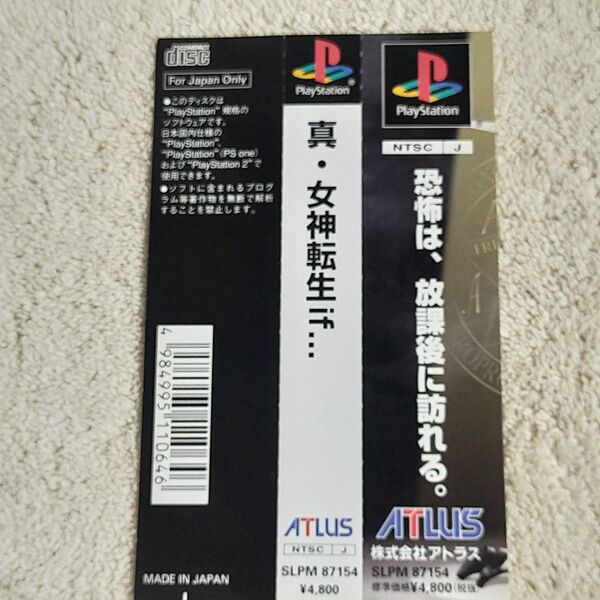 COMPACT
disc
For Japan Only
●このディスクは
"PlayStation" 規格の
ソフトウェアです。
日本国内仕様の
"PlayStation"、
"PlayStation"(PS one)
および "PlayStation 2"で
使用できます。
●ソフトに含まれるプログ
ラム等著作物を無断で解析
することを禁止します。
4984995110646
MADE IN JAPAN
PlayStation
真・女神転生if...
ATLUS
NTSC J
SLPM 87154
¥4,800
PlayStation
NTSC J
恐怖は、放課後に訪れる。
ATLUS
株式会社アトラス
SLPM 87154
標準価格¥4,800(税抜)